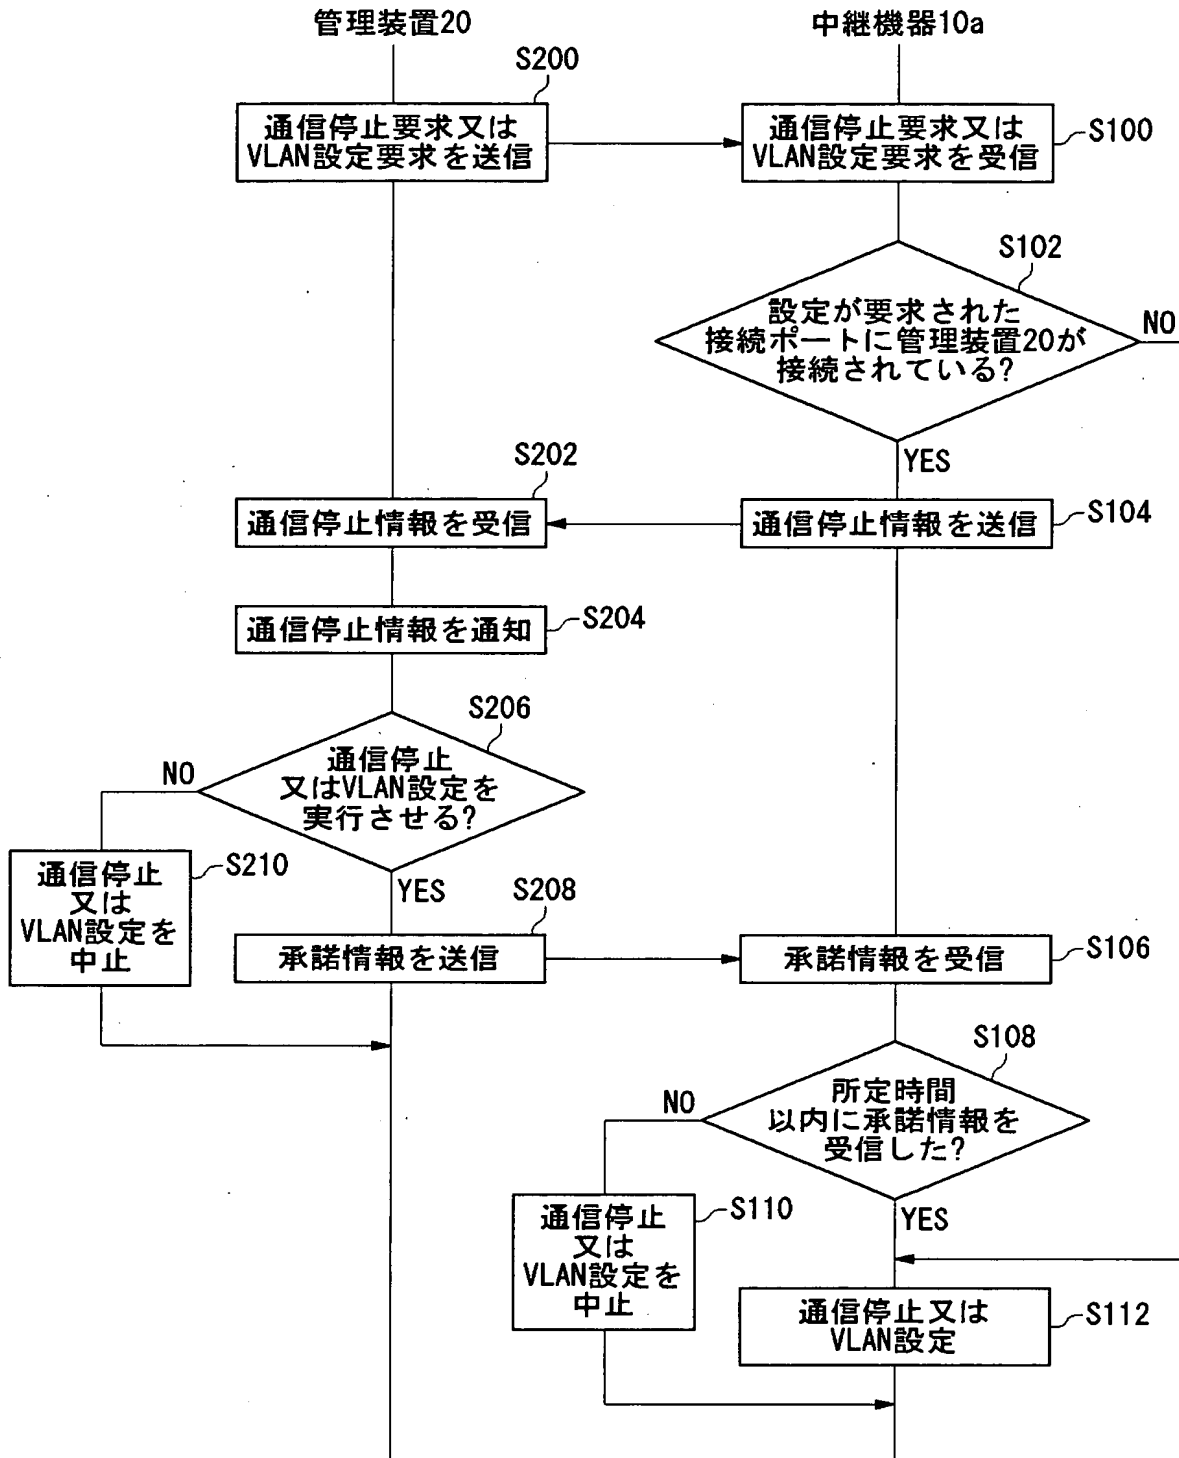 管理装置20
中継機器10a
S200
通信停止要求又は
VLAN設定要求を送信
通信停止要求又は
VLAN設定要求を受信
S100
S102
設定が要求された
接続ポートに管理装置20が
接続されている?
NO
YES
S202
通信停止情報を受信
通信停止情報を送信
S104
通信停止情報を通知
S204
S206
通信停止
又はVLAN設定を
実行させる?
NO
YES
S210
通信停止
又は
VLAN設定を
中止
S208
承諾情報を送信
承諾情報を受信
S106
S108
所定時間
以内に承諾情報を
受信した?
NO
YES
S110
通信停止
又は
VLAN設定を
中止
通信停止又は
VLAN設定
S112